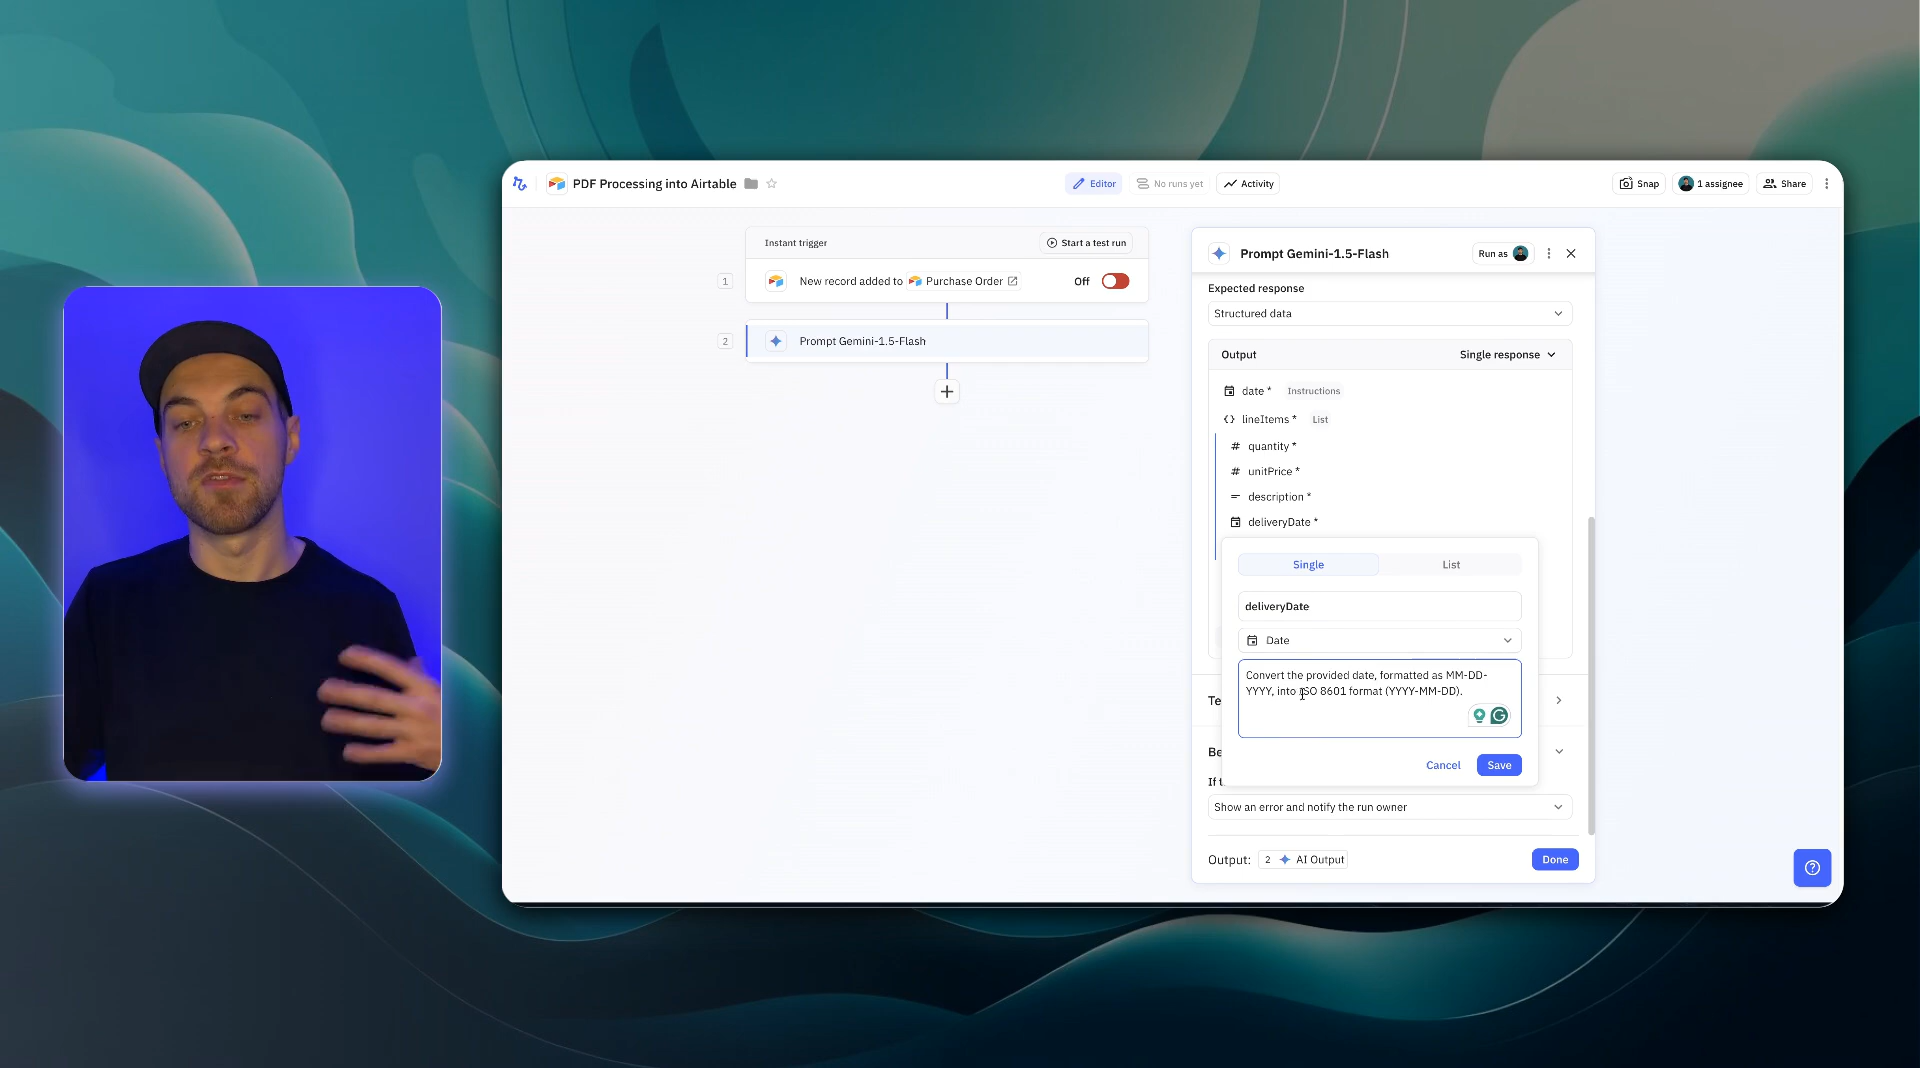 PDF Processing into Airtable
Editor
No runs yet
Activity
Snap
1 assignee
Share
Instant trigger
Start a test run
1
New record added to Purchase Order
Off
2
Prompt Gemini-1.5-Flash
Prompt Gemini-1.5-Flash
Run as
Expected response
Structured data
Output
Single response
date *
Instructions
lineItems *
List
# quantity *
# unitPrice *
description *
deliveryDate *
Single
List
deliveryDate
Date
Convert the provided date, formatted as MM-DD-
YYYY, into ISO 8601 format (YYYY-MM-DD).
Te
Be
Cancel
Save
If t
Show an error and notify the run owner
Output:
2 AI Output
Done